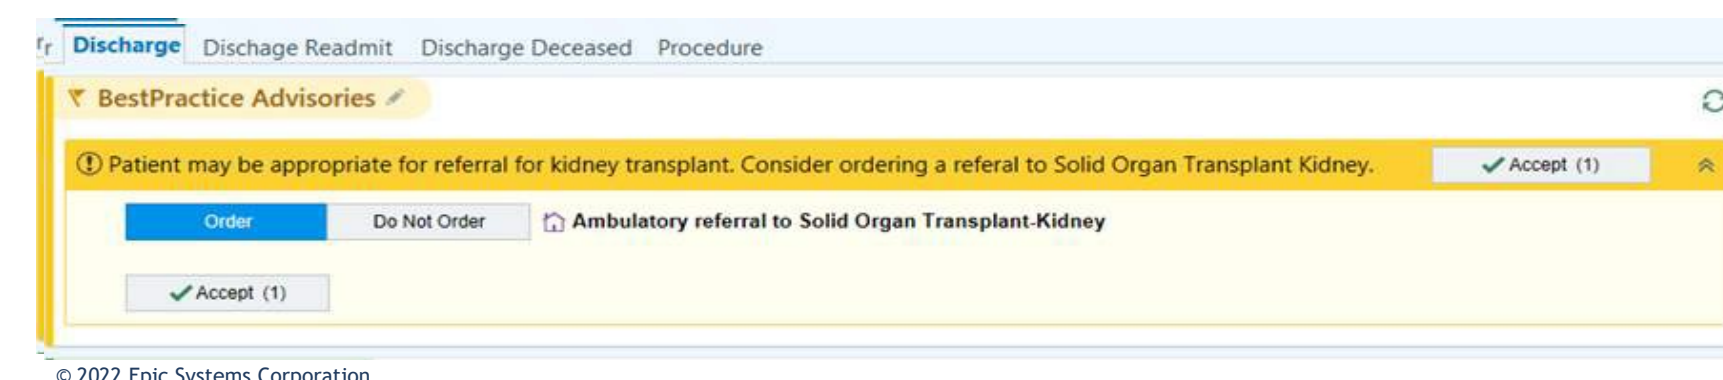 Discharge Dischage Readmit Discharge Deceased Procedure
BestPractice Advisories
Patient may be appropriate for referral for kidney transplant. Consider ordering a referal to Solid Organ Transplant Kidney. Accept (1)
Order Do Not Order Ambulatory referral to Solid Organ Transplant-Kidney
Accept (1)
© 2022 Epic Systems Corporation